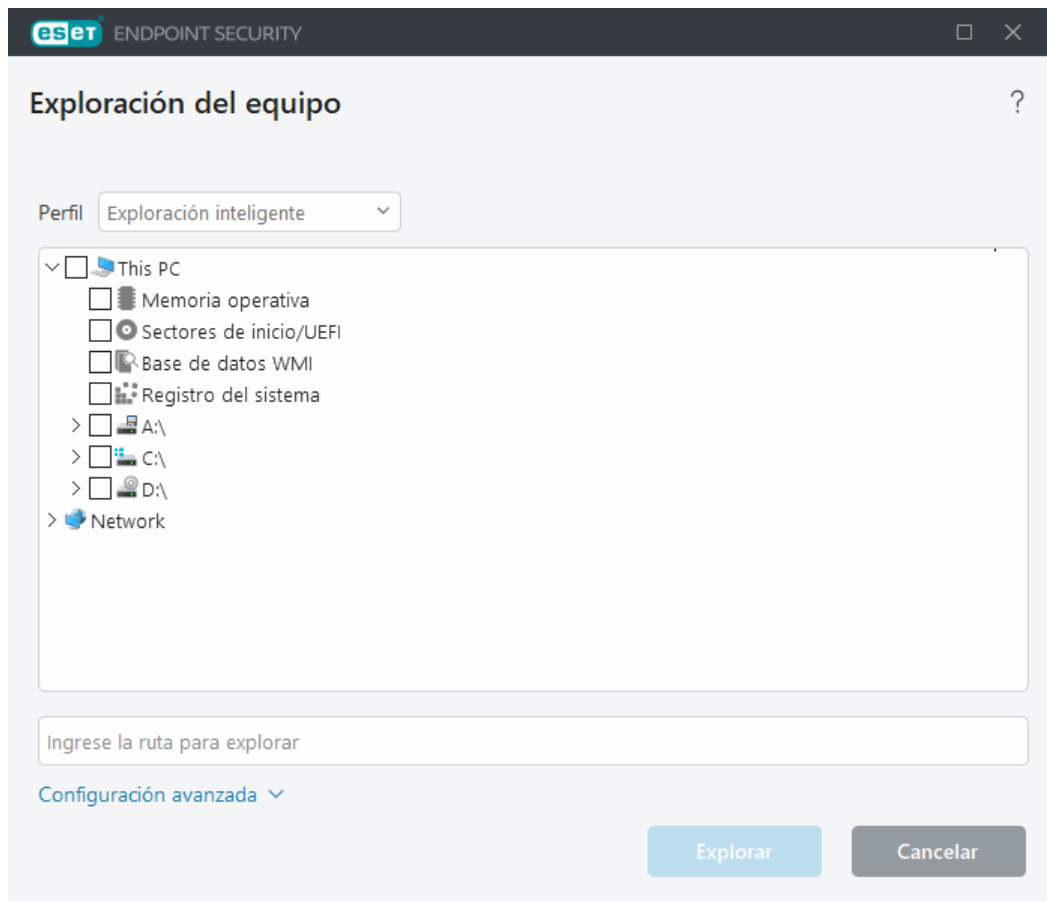 eseT ENDPOINT SECURITY
Exploración del equipo
?
Perfil Exploración inteligente
This PC
Memoria operativa
Sectores de inicio/UEFI
Base de datos WMI
Registro del sistema
A:\
C:\
D:\
Network
Ingrese la ruta para explorar
Configuración avanzada
Explorar Cancelar